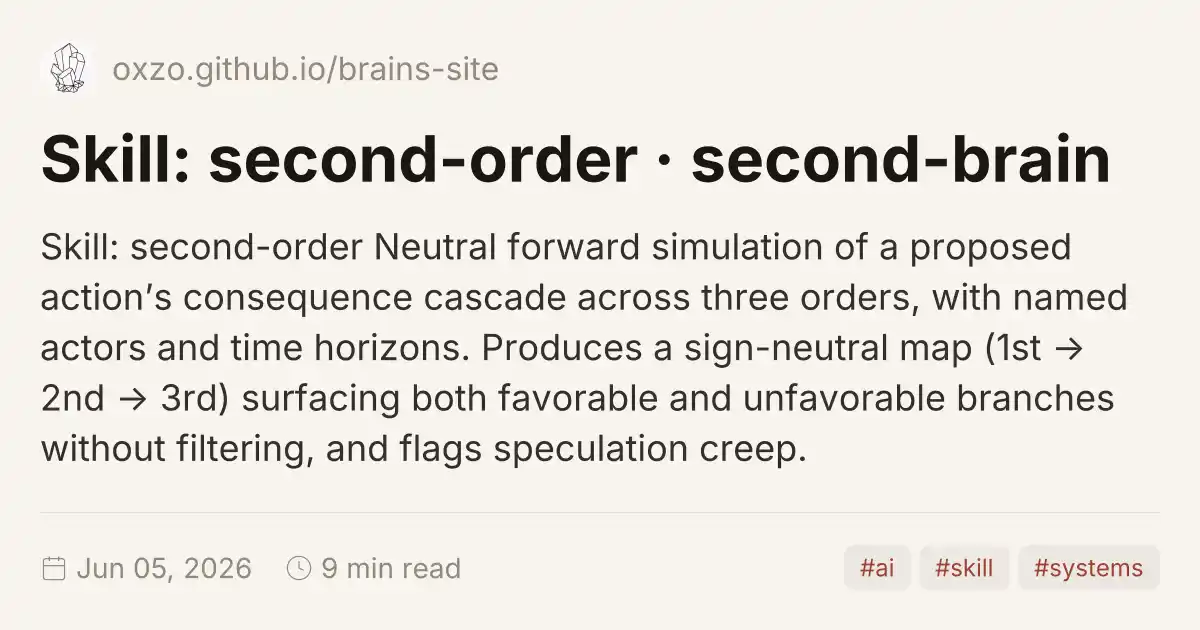 oxzo.github.io/brains-site
Skill: second-order · second-brain
Skill: second-order Neutral forward simulation of a proposed
action’s consequence cascade across three orders, with named
actors and time horizons. Produces a sign-neutral map (1st →
2nd → 3rd) surfacing both favorable and unfavorable branches
without filtering, and flags speculation creep.
Jun 05, 2026 9 min read #ai #skill #systems